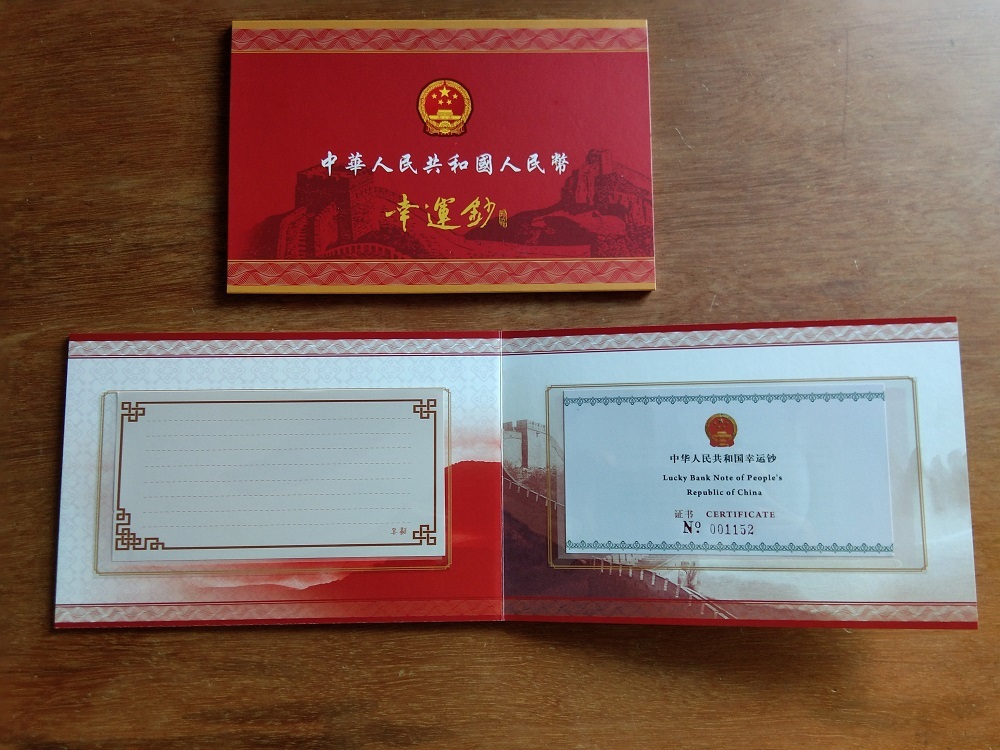 中華人民共和國人民幣
幸運鈔
中华人民共和国幸运钞
Lucky Bank Note of People's
Republic of China
证书 CERTIFICATE
Nº 001152